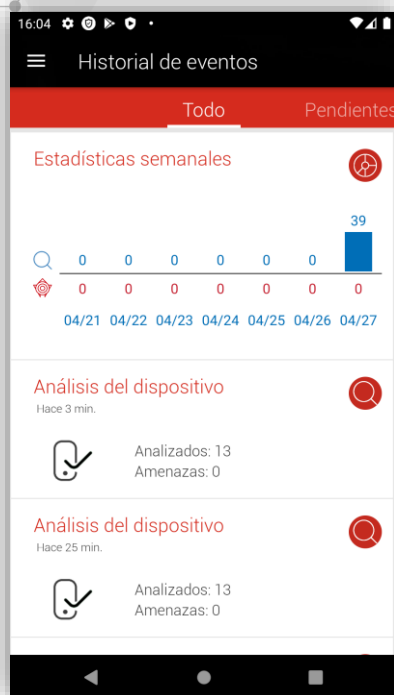 16:04
Historial de eventos
Todo
Pendientes
Estadísticas semanales
39
0 0 0 0 0 0
0 0 0 0 0 0 0
04/21 04/22 04/23 04/24 04/25 04/26 04/27
Análisis del dispositivo
Hace 3 min.
Analizados: 13
Amenazas: 0
Análisis del dispositivo
Hace 25 min.
Analizados: 13
Amenazas: 0